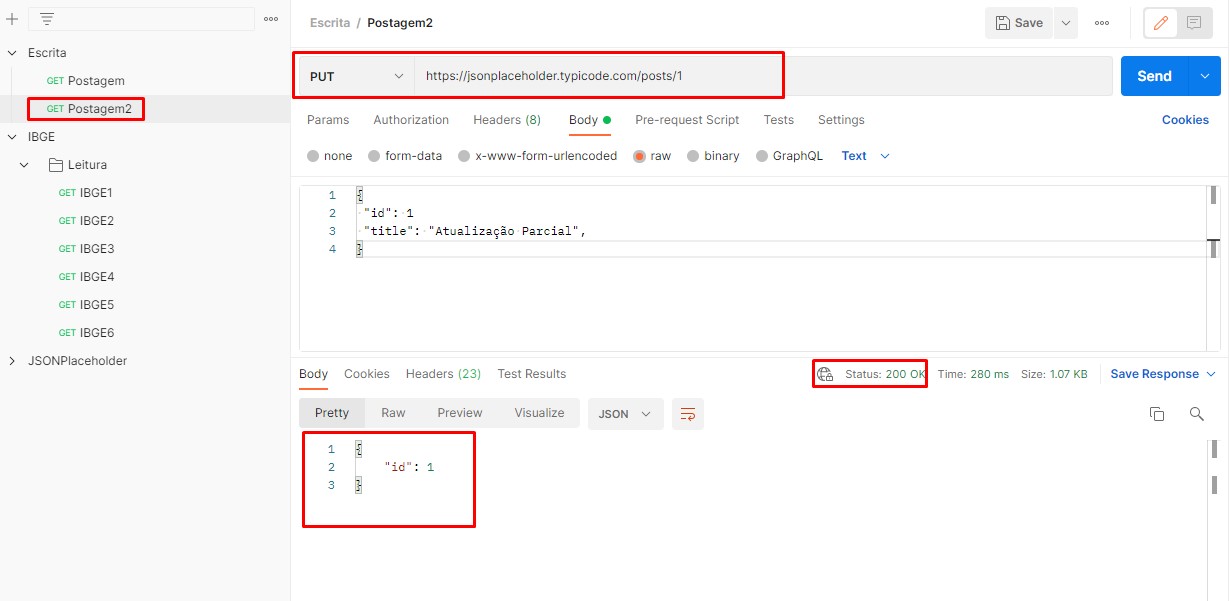 Escrita / Postagem2
Save
Escrita
GET Postagem
GET Postagem2
IBGE
Leitura
GET IBGE1
GET IBGE2
GET IBGE3
GET IBGE4
GET IBGE5
GET IBGE6
JSONPlaceholder
PUT https://jsonplaceholder.typicode.com/posts/1
Send
Params Authorization Headers (8) Body Pre-request Script Tests Settings Cookies
none form-data x-www-form-urlencoded raw binary GraphQL Text
1 {
2 "id": 1
3 "title": "Atualização Parcial",
4 }
Body Cookies Headers (23) Test Results Status: 200 OK Time: 280 ms Size: 1.07 KB Save Response
Pretty Raw Preview Visualize JSON
1 {
2 "id": 1
3 }